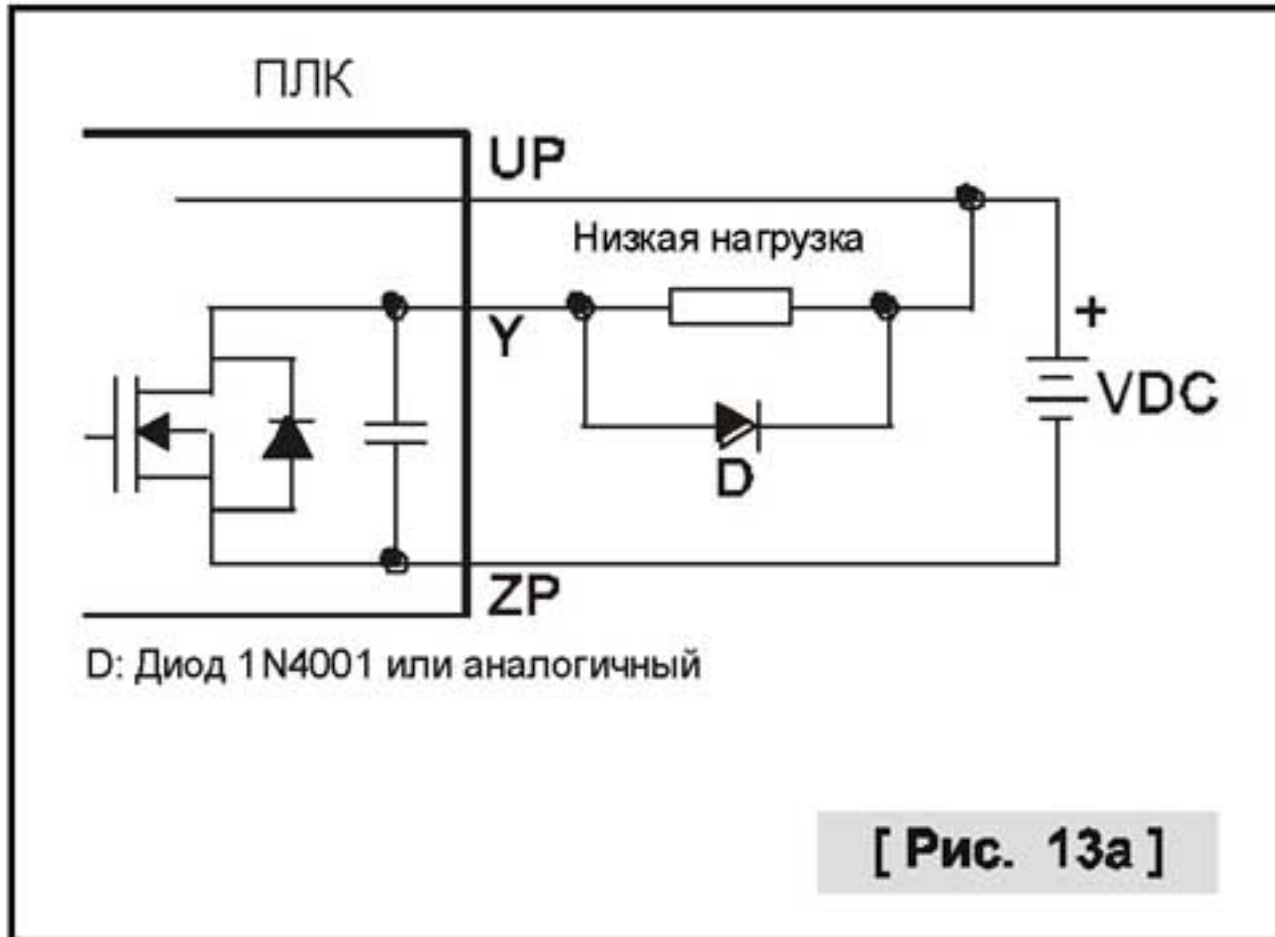 ПЛК
UP
Низкая нагрузка
Y
+
VDC
D
ZP
D: Диод 1N4001 или аналогичный
[ Рис. 13а ]